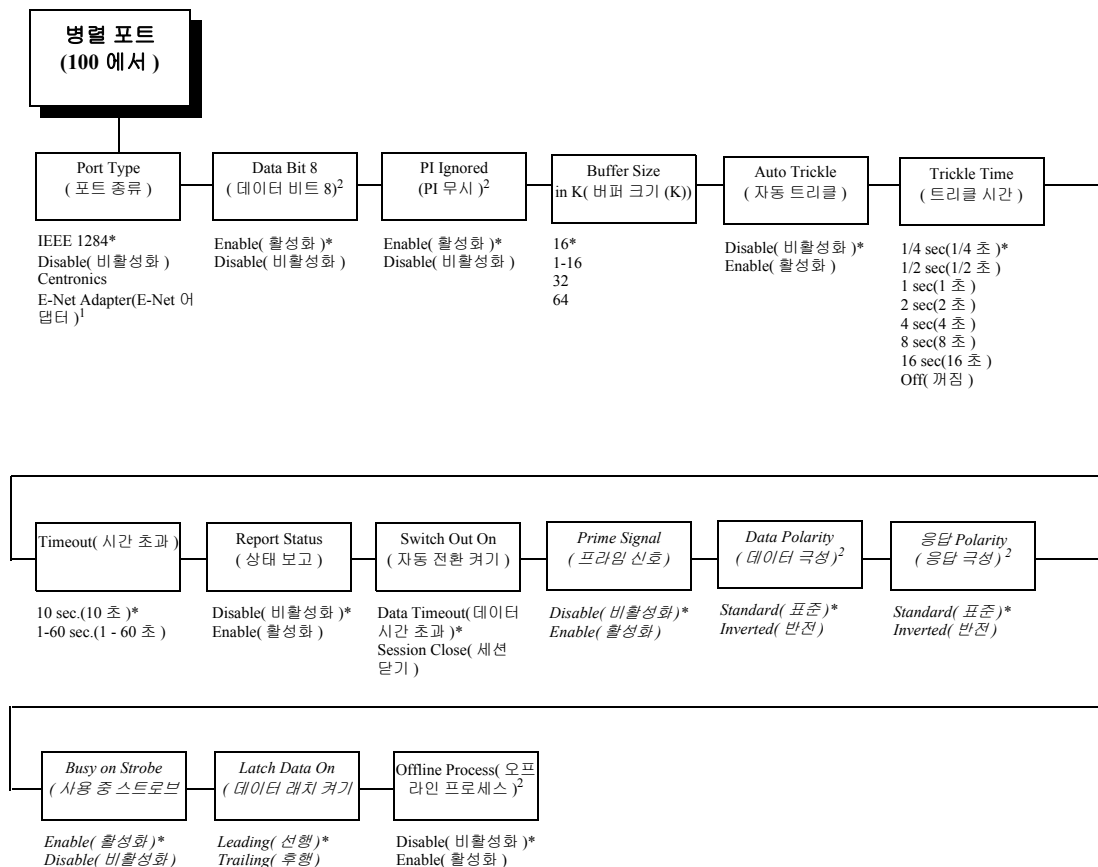 병렬 포트
(100 에서 )
Port Type
( 포트 종류 )
IEEE 1284*
Disable( 비활성화 )
Centronics
E-Net Adapter(E-Net 어
댑터 )1
Data Bit 8
( 데이터 비트 8)2
Enable( 활성화 )*
Disable( 비활성화 )
PI Ignored
(PI 무시 )2
Enable( 활성화 )*
Disable( 비활성화 )
Buffer Size
in K( 버퍼 크기 (K))
16*
1-16
32
64
Auto Trickle
( 자동 트리클 )
Disable( 비활성화 )*
Enable( 활성화 )
Trickle Time
( 트리클 시간 )
1/4 sec(1/4 초 )*
1/2 sec(1/2 초 )
1 sec(1 초 )
2 sec(2 초 )
4 sec(4 초 )
8 sec(8 초 )
16 sec(16 초 )
Off( 꺼짐 )
Timeout( 시간 초과 )
10 sec.(10 초 )*
1-60 sec.(1 - 60 초 )
Report Status
( 상태 보고 )
Disable( 비활성화 )*
Enable( 활성화 )
Switch Out On
( 자동 전환 켜기 )
Data Timeout( 데이터
시간 초과 )*
Session Close( 세션
닫기 )
Prime Signal
( 프라임 신호 )
Disable( 비활성화 )*
Enable( 활성화 )
Data Polarity
( 데이터 극성 )2
Standard( 표준 )*
Inverted( 반전 )
응답 Polarity
( 응답 극성 )2
Standard( 표준 )*
Inverted( 반전 )
Busy on Strobe
( 사용 중 스트로브
Enable( 활성화 )*
Disable( 비활성화 )
Latch Data On
( 데이터 래치 켜기
Leading( 선행 )*
Trailing( 후행 )
Offline Process( 오프
라인 프로세스 )2
Disable( 비활성화 )*
Enable( 활성화 )